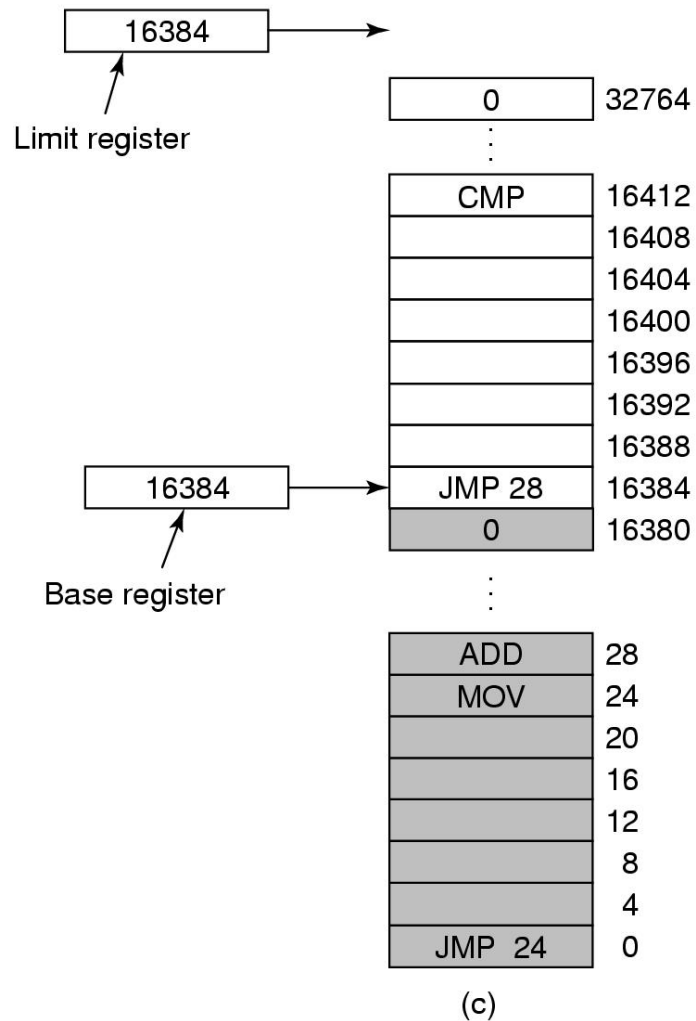 16384
Limit register
0 32764
CMP 16412
16408
16404
16400
16396
16392
16388
16384 JMP 28 16384
0 16380
Base register
ADD 28
MOV 24
20
16
12
8
4
JMP 24 0
(c)